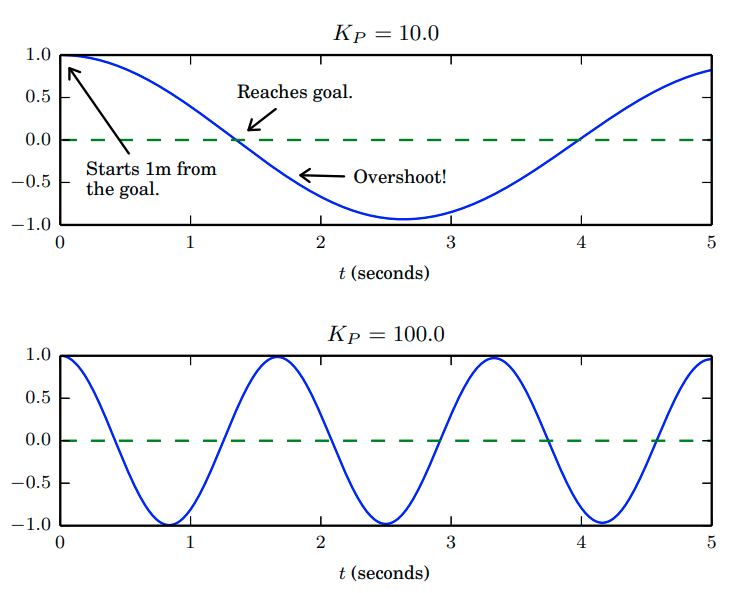 K_P = 10.0
1.0
0.5
0.0
−0.5
−1.0
Reaches goal.
Starts 1m from
the goal.
Overshoot!
0 1 2 3 4 5
t (seconds)
K_P = 100.0
1.0
0.5
0.0
−0.5
−1.0
0 1 2 3 4 5
t (seconds)